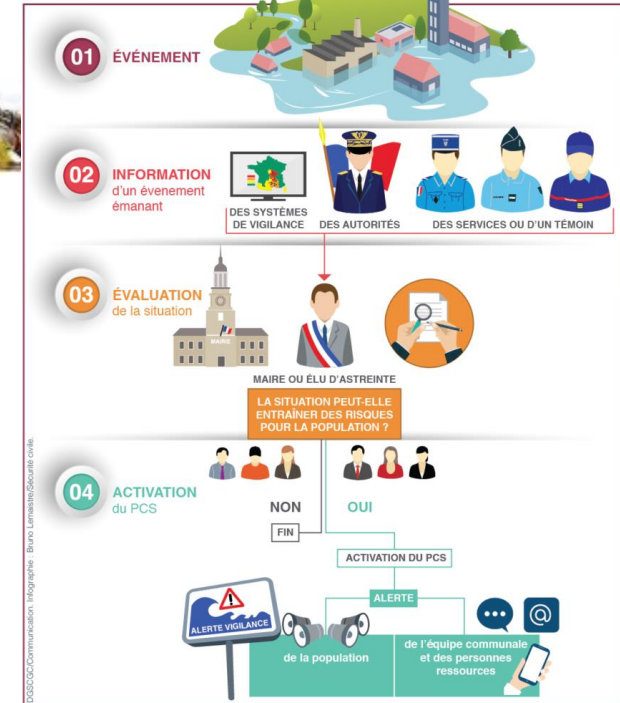 01 ÉVÉNEMENT
02 INFORMATION
d'un évenement
émanant
DES SYSTÈMES
DE VIGILANCE
DES AUTORITÉS
DES SERVICES OU D'UN TÉMOIN
03 ÉVALUATION
de la situation
MAIRIE
MAIRE OU ÉLU D'ASTREINTE
LA SITUATION PEUT-ELLE
ENTRAÎNER DES RISQUES
POUR LA POPULATION ?
04 ACTIVATION
du PCS
NON
OUI
FIN
ACTIVATION DU PCS
ALERTE
ALERTE VIGILANCE
@
de la population
de l'équipe communale
et des personnes
ressources
DGSCGC/Communication. Infographie : Bruno Lemaistre/Sécurité civile.